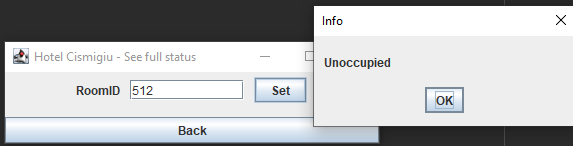 Hotel Cismigiu - See full status
RoomID 512 Set
Back
Info
Unoccupied
OK